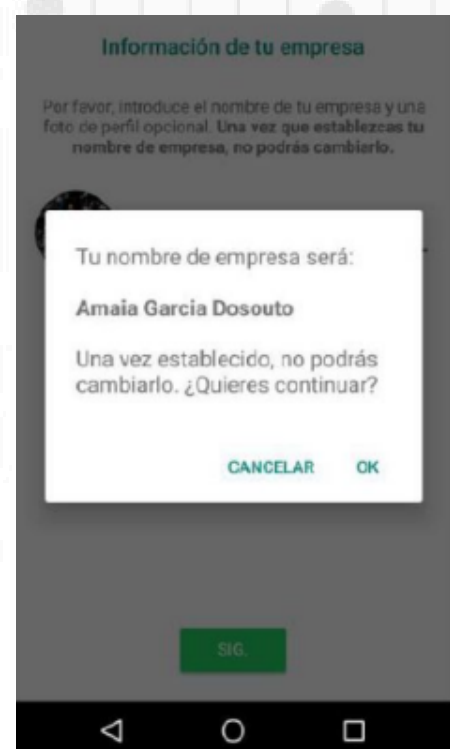 Información de tu empresa
Por favor, introduce el nombre de tu empresa y una
foto de perfil opcional. Una vez que establezcas tu
nombre de empresa, no podrás cambiarlo.
Tu nombre de empresa será:
Amaia Garcia Dosouto
Una vez establecido, no podrás
cambiarlo. ¿Quieres continuar?
CANCELAR OK
SIG.